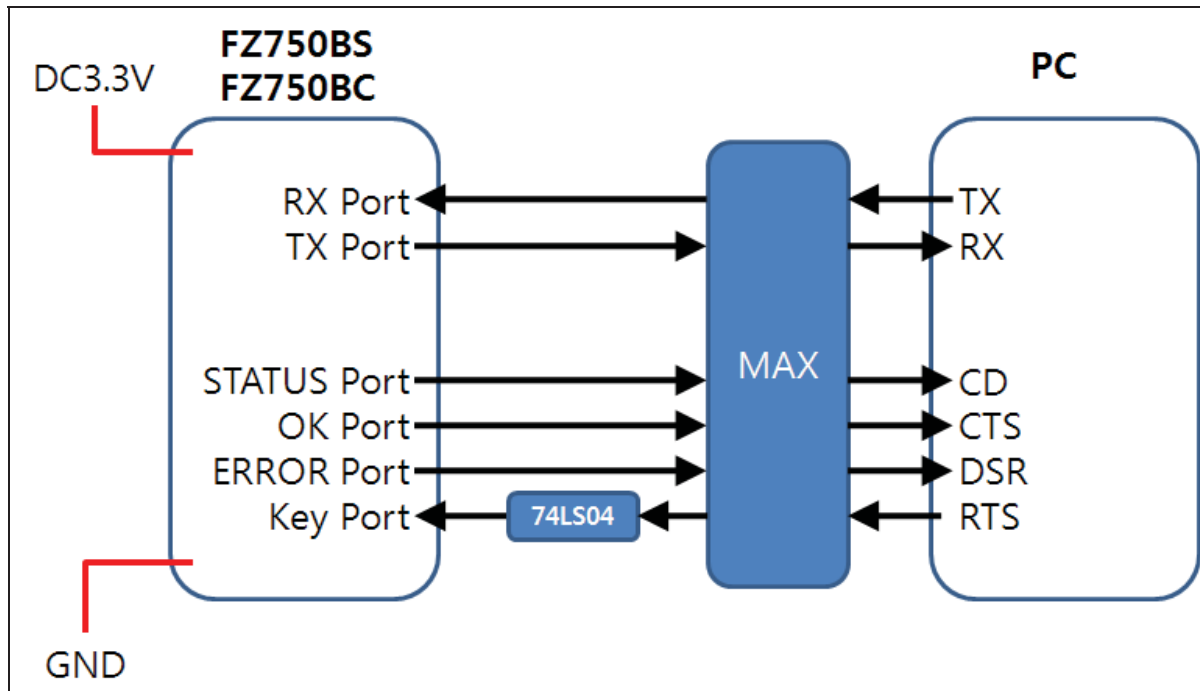 FZ750BS
FZ750BC
DC3.3V
PC
RX Port
TX
TX Port
RX
MAX
STATUS Port
CD
OK Port
CTS
ERROR Port
DSR
Key Port
74LS04
RTS
GND